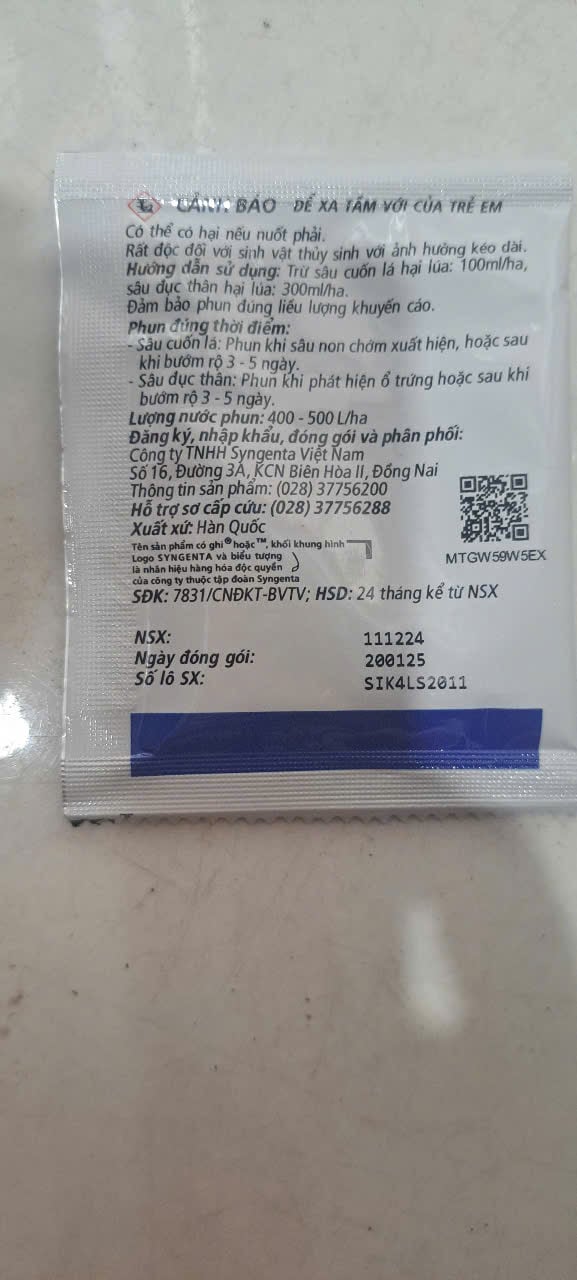 CẢNH BÁO ĐỂ XA TẦM VỚI CỦA TRẺ EM
Có thể có hại nếu nuốt phải.
Rất độc đối với sinh vật thủy sinh với ảnh hưởng kéo dài.
Hướng dẫn sử dụng: Trừ sâu cuốn lá hại lúa: 100ml/ha,
sâu đục thân hại lúa: 300ml/ha.
Đảm bảo phun đúng liều lượng khuyến cáo.
Phun đúng thời điểm:
- Sâu cuốn lá: Phun khi sâu non chớm xuất hiện, hoặc sau
khi bướm rộ 3 - 5 ngày.
- Sâu đục thân: Phun khi phát hiện ổ trứng hoặc sau khi
bướm rộ 3 - 5 ngày.
Lượng nước phun: 400 - 500 L/ha
Đăng ký, nhập khẩu, đóng gói và phân phối:
Công ty TNHH Syngenta Việt Nam
Số 16, Đường 3A, KCN Biên Hòa II, Đồng Nai
Thông tin sản phẩm: (028) 37756200
Hỗ trợ sơ cấp cứu: (028) 37756288
Xuất xứ: Hàn Quốc
MTGW59W5EX
Tên sản phẩm có ghi ® hoặc ™, khối khung hình
Logo SYNGENTA và biểu tượng
là nhãn hiệu hàng hóa độc quyền
của công ty thuộc tập đoàn Syngenta
SĐK: 7831/CNĐKT-BVTV; HSD: 24 tháng kể từ NSX
NSX: 111224
Ngày đóng gói: 200125
Số lô SX: SIK4LS2011